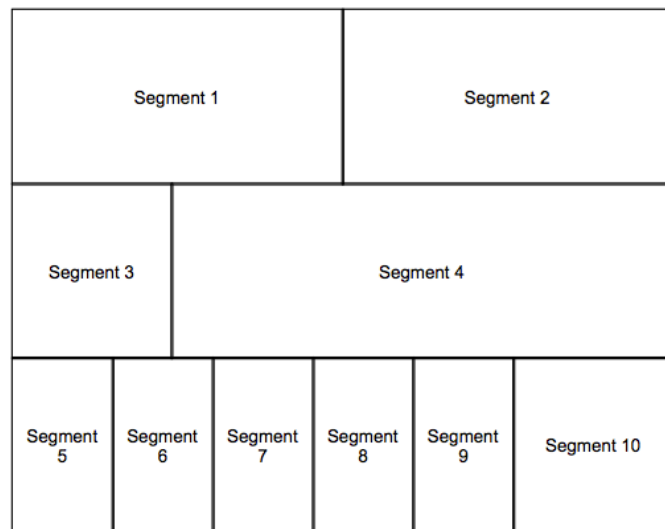 Segment 1
Segment 2
Segment 3
Segment 4
Segment
5
Segment
6
Segment
7
Segment
8
Segment
9
Segment 10